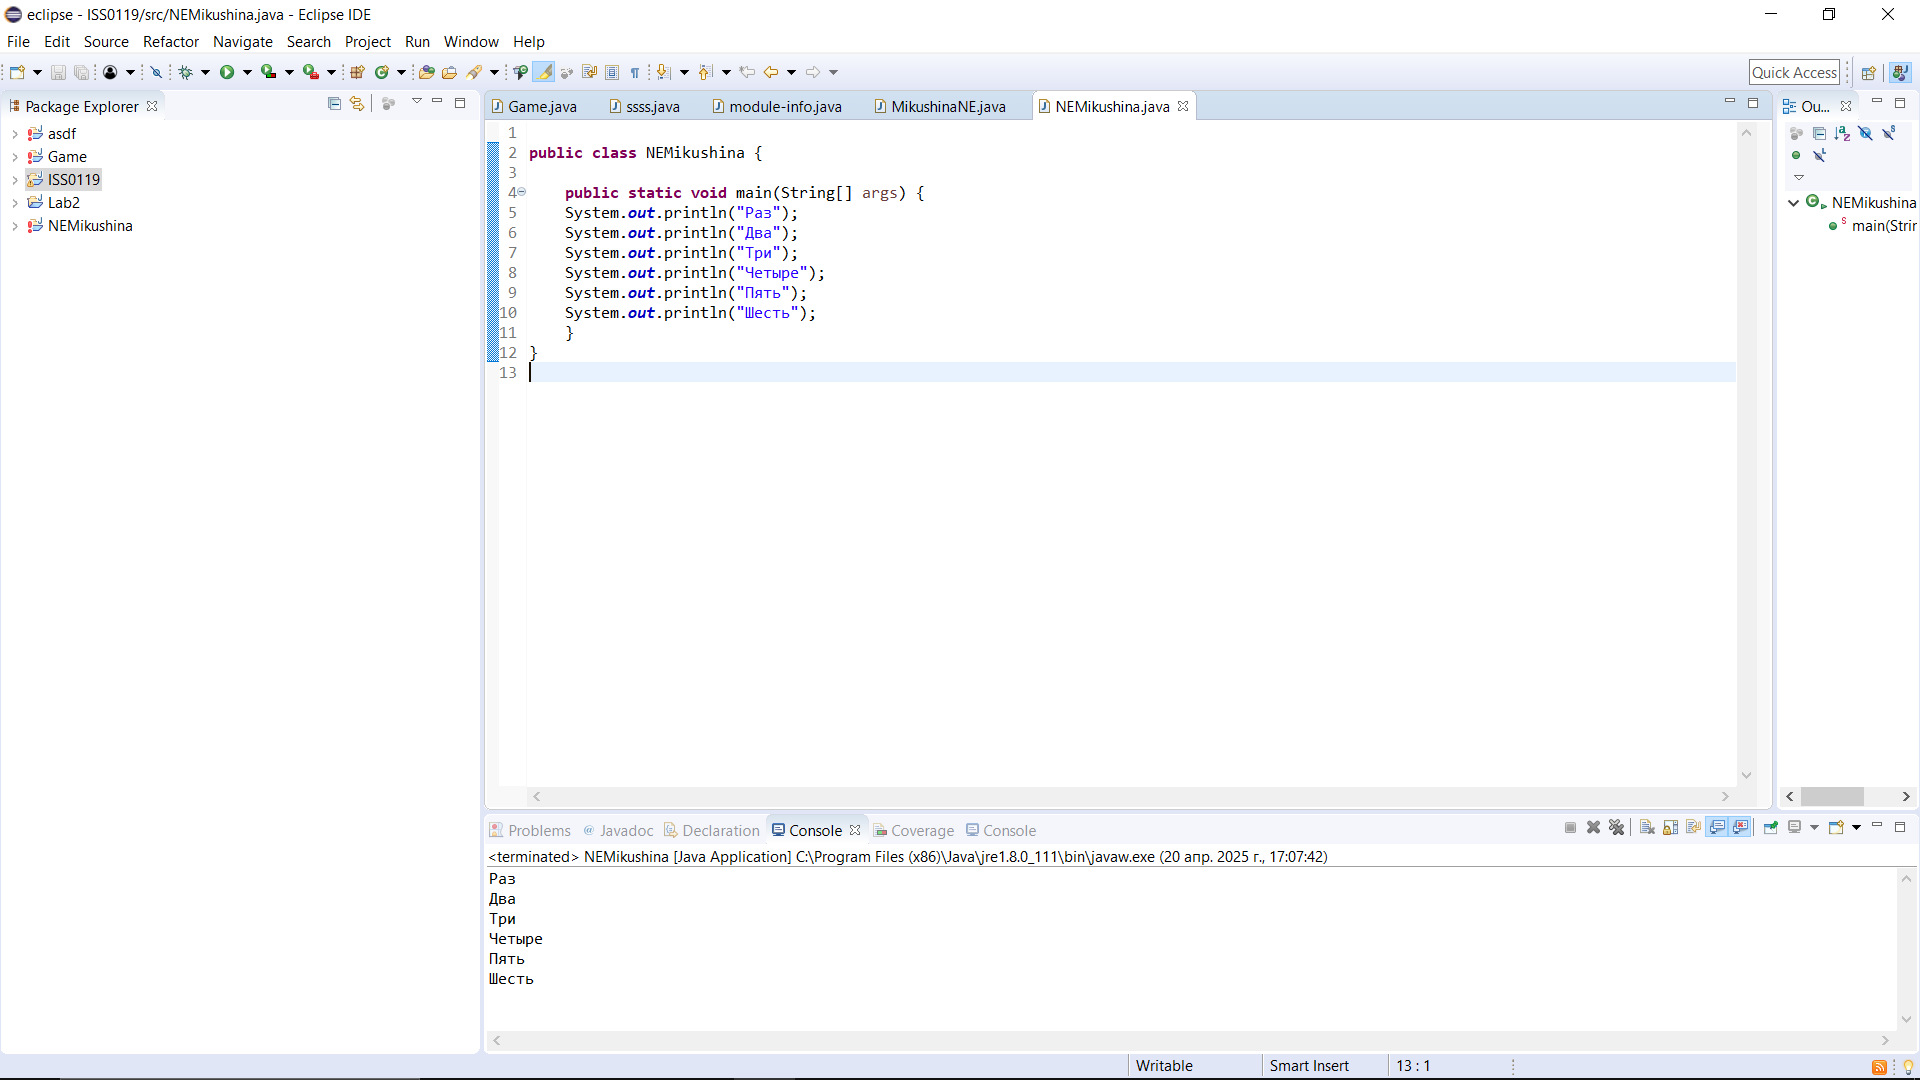 eclipse - ISS0119/src/NEMikushina.java - Eclipse IDE
File Edit Source Refactor Navigate Search Project Run Window Help
Quick Access
Package Explorer
asdf
Game
ISS0119
Lab2
NEMikushina
Game.java ssss.java module-info.java MikushinaNE.java NEMikushina.java
1
2 public class NEMikushina {
3
4 public static void main(String[] args) {
5 System.out.println("Раз");
6 System.out.println("Два");
7 System.out.println("Три");
8 System.out.println("Четыре");
9 System.out.println("Пять");
10 System.out.println("Шесть");
11 }
12 }
13
Ou...
NEMikushina
main(Strir
Problems @ Javadoc Declaration Console Coverage Console
<terminated> NEMikushina [Java Application] C:\Program Files (x86)\Java\jre1.8.0_111\bin\javaw.exe (20 апр. 2025 г., 17:07:42)
Раз
Два
Три
Четыре
Пять
Шесть
Writable Smart Insert 13 : 1